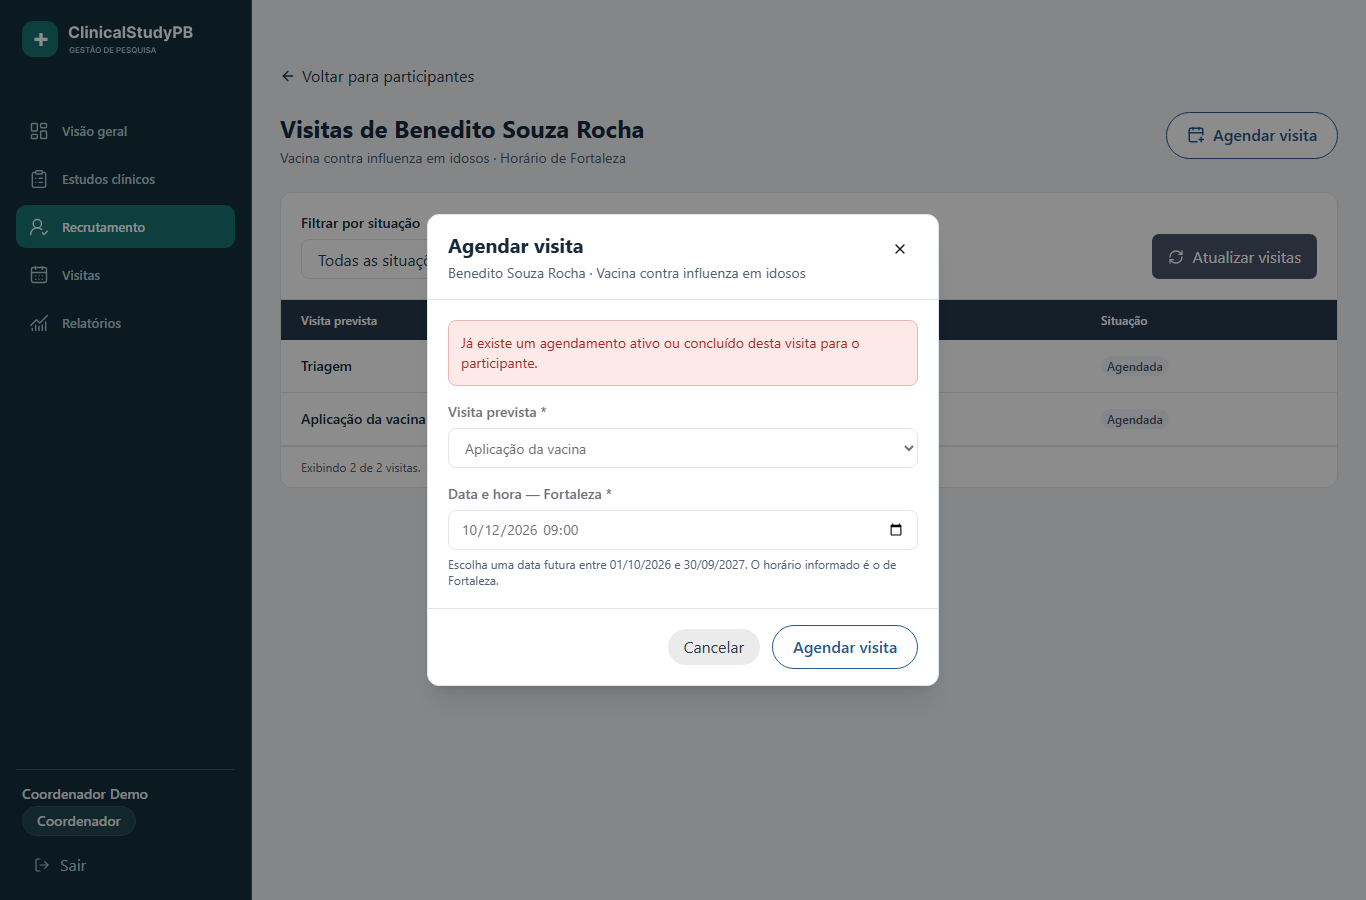 ClinicalStudyPB
GESTÃO DE PESQUISA
Visão geral
Estudos clínicos
Recrutamento
Visitas
Relatórios
Coordenador Demo
Coordenador
Sair
Voltar para participantes
Visitas de Benedito Souza Rocha
Vacina contra influenza em idosos · Horário de Fortaleza
Agendar visita
Filtrar por situação
Todas as situaç
Atualizar visitas
Visita prevista
Situação
Triagem
Agendada
Aplicação da vacina
Agendada
Exibindo 2 de 2 visitas.
Agendar visita
Benedito Souza Rocha · Vacina contra influenza em idosos
Já existe um agendamento ativo ou concluído desta visita para o
participante.
Visita prevista *
Aplicação da vacina
Data e hora — Fortaleza *
10/12/2026 09:00
Escolha uma data futura entre 01/10/2026 e 30/09/2027. O horário informado é o de
Fortaleza.
Cancelar
Agendar visita